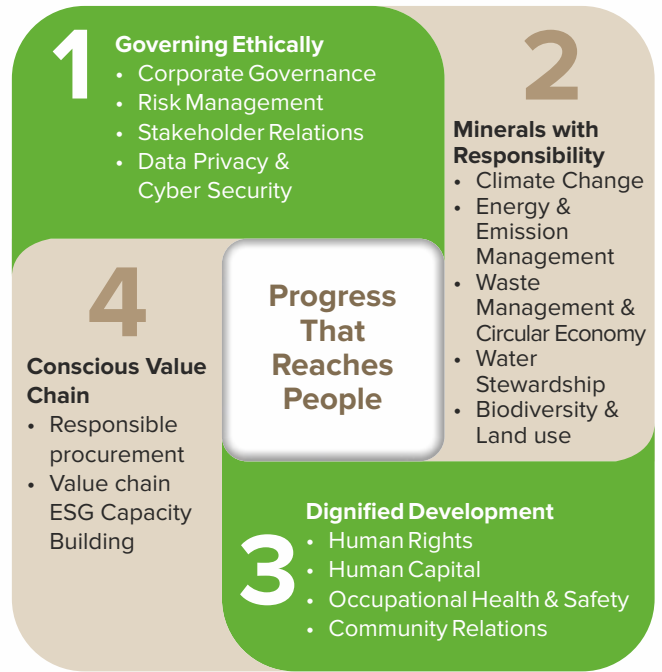 1
Governing Ethically
• Corporate Governance
• Risk Management
• Stakeholder Relations
• Data Privacy &
Cyber Security
2
Minerals with
Responsibility
• Climate Change
• Energy &
Emission
Management
• Waste
Management &
Circular Economy
• Water
Stewardship
• Biodiversity &
Land use
Progress
That
Reaches
People
3
Dignified Development
• Human Rights
• Human Capital
• Occupational Health & Safety
• Community Relations
4
Conscious Value
Chain
• Responsible
procurement
• Value chain
ESG Capacity
Building